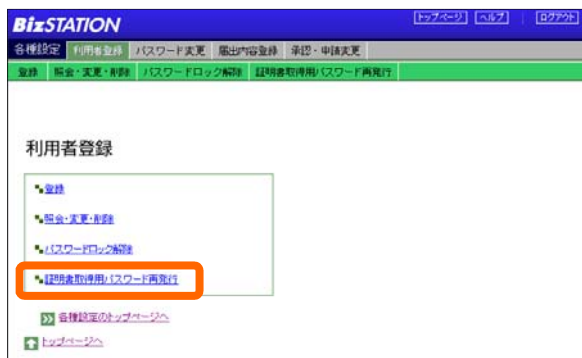 BizSTATION
トップページ ヘルプ ログアウト
各種設定 利用者登録 パスワード変更 届出内容登録 承認・申請変更
登録 照会・変更・削除 パスワードロック解除 証明書取得用パスワード再発行
利用者登録
登録
照会・変更・削除
パスワードロック解除
証明書取得用パスワード再発行
各種設定のトップページへ
トップページへ